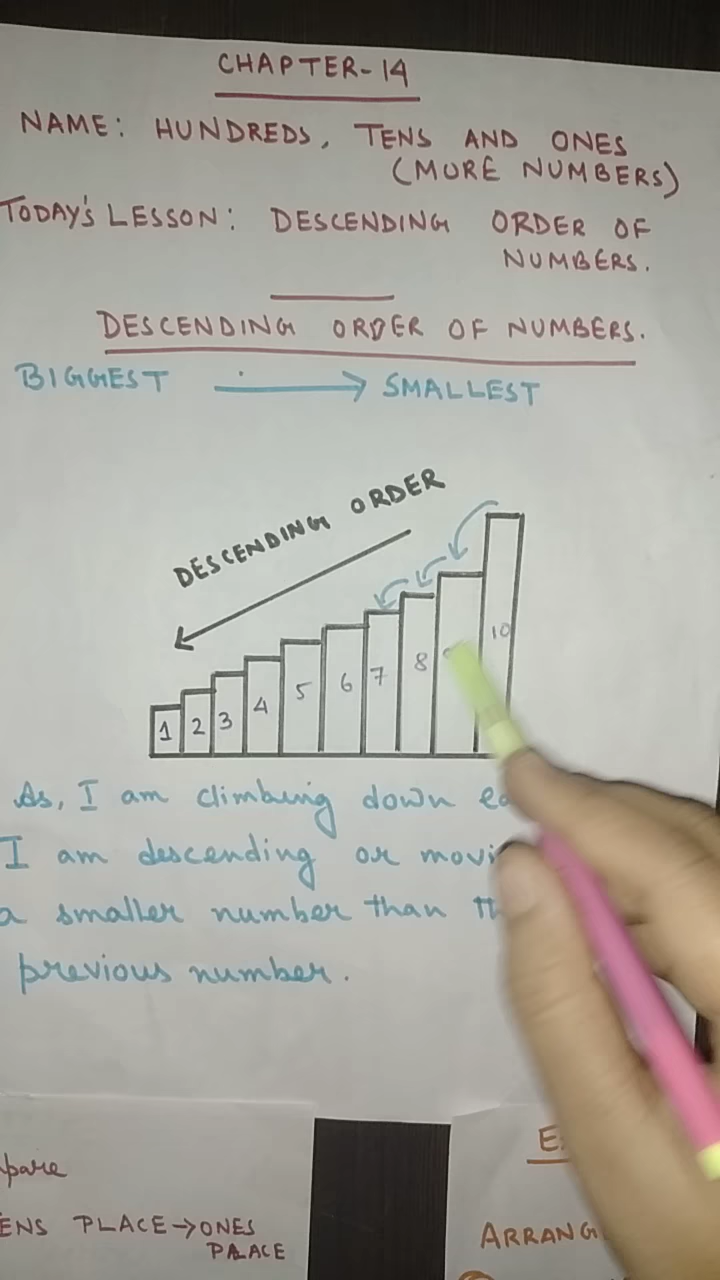 CHAPTER-14
NAME: HUNDREDS, TENS AND ONES
(MORE NUMBERS)
TODAY'S LESSON: DESCENDING ORDER OF
NUMBERS.
DESCENDING ORDER OF NUMBERS.
BIGGEST → SMALLEST
DESCENDING ORDER
1 2 3 4 5 6 7 8 10
As, I am climbing down
I am descending or
a smaller number than
previous number.
TENS PLACE→ONES
PLACE